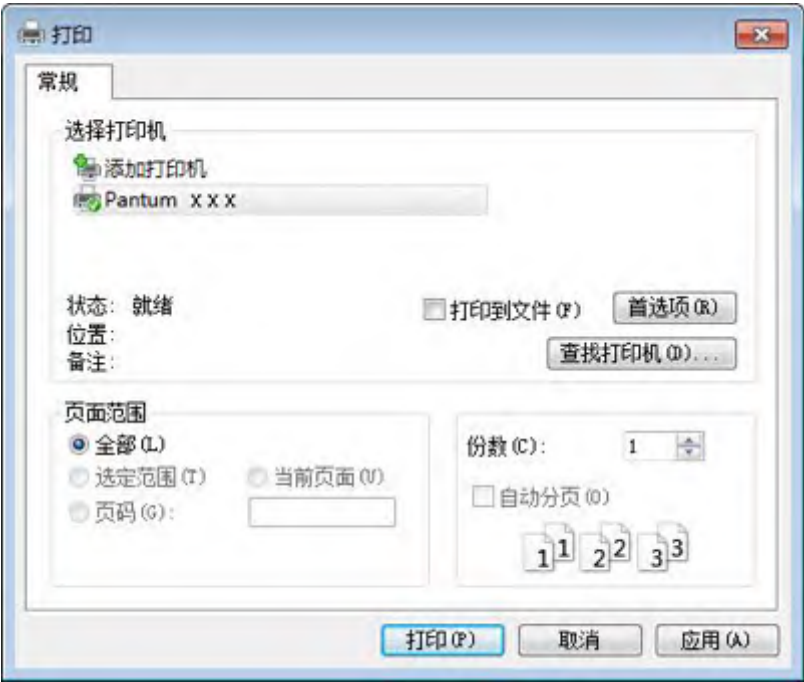 打印
常规
选择打印机
添加打印机
Pantum x x x
状态: 就绪
打印到文件(F)
首选项(R)
位置:
查找打印机(D)...
备注:
页面范围
全部(L)
选定范围(T)
当前页面(U)
页码(G):
份数(C):
1
自动分页(O)
1 1 2 2 3 3
打印(P)
取消
应用(A)